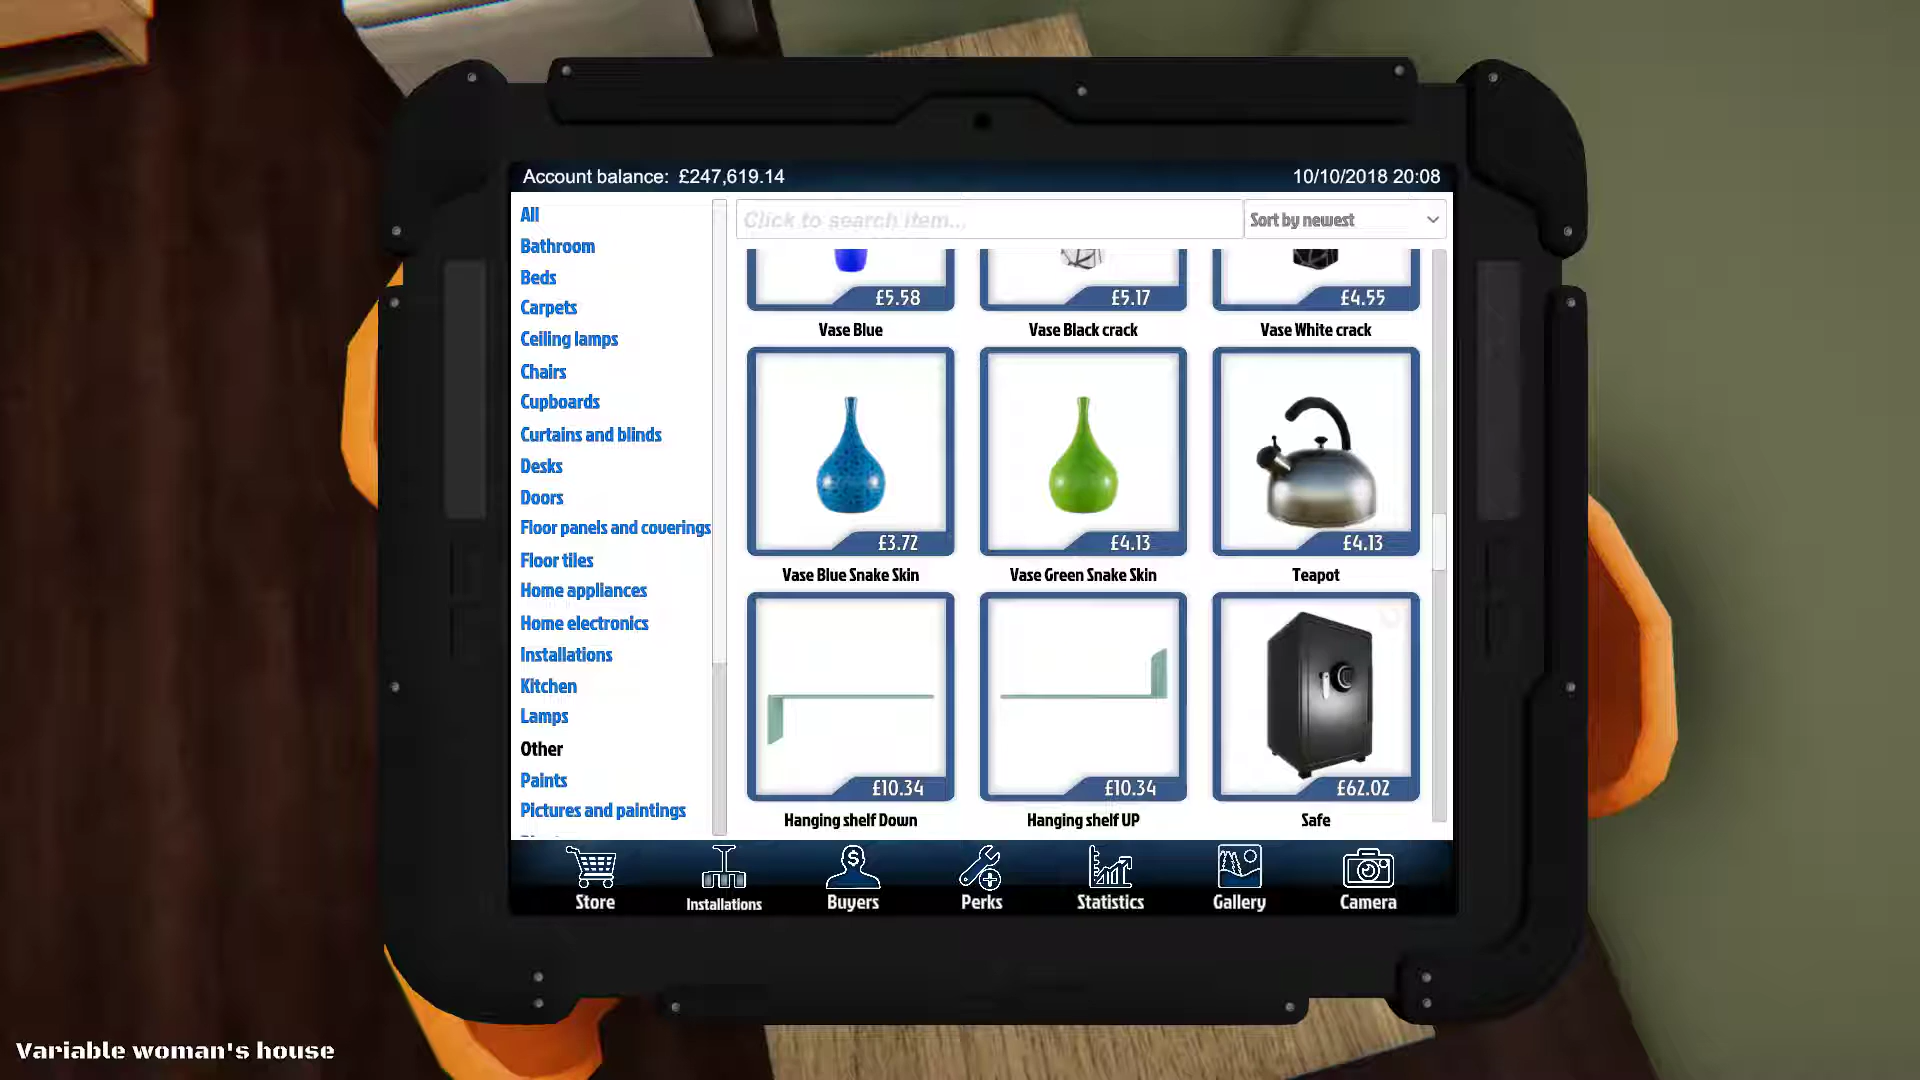 Account balance: £247,619.14
10/10/2018 20:08
All
Bathroom
Beds
Carpets
Ceiling lamps
Chairs
Cupboards
Curtains and blinds
Desks
Doors
Floor panels and coverings
Floor tiles
Home appliances
Home electronics
Installations
Kitchen
Lamps
Other
Paints
Pictures and paintings
Click to search item...
Sort by newest
£5.58
£5.17
£4.55
Vase Blue
Vase Black crack
Vase White crack
£3.72
£4.13
£4.13
Vase Blue Snake Skin
Vase Green Snake Skin
Teapot
£10.34
£10.34
£62.02
Hanging shelf Down
Hanging shelf UP
Safe
Store
Installations
Buyers
Perks
Statistics
Gallery
Camera
Variable woman's house